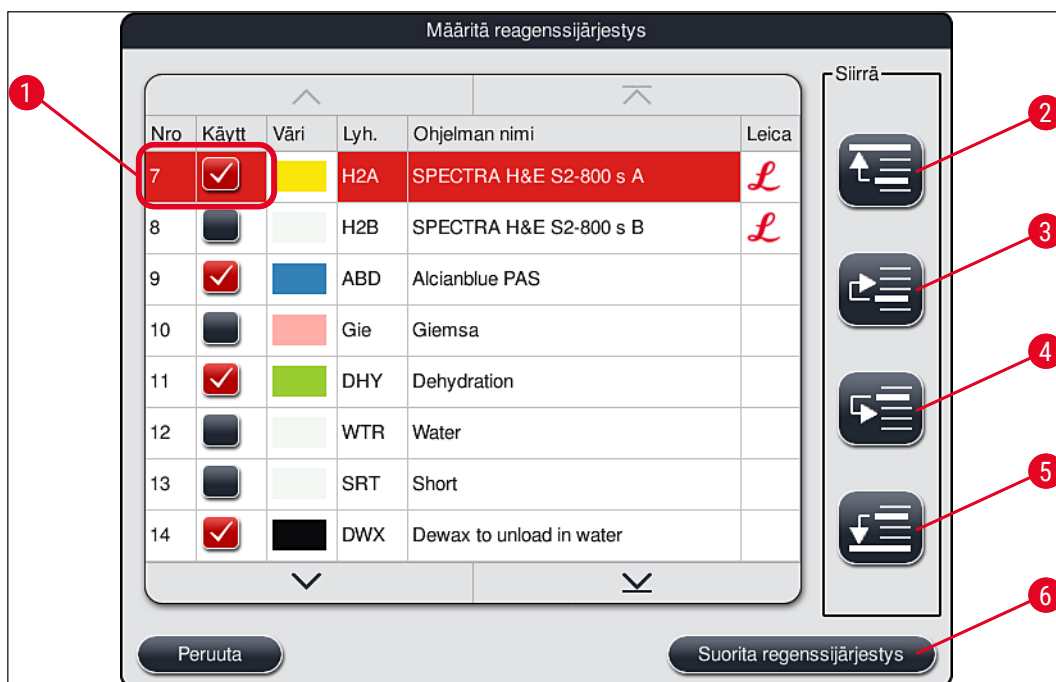 Määritä reagenssijärjestys
Siirrä
1
2
Nro Käytt Väri Lyh. Ohjelman nimi Leica
7 H2A SPECTRA H&E S2-800 s A L
8 H2B SPECTRA H&E S2-800 s B L
3
9 ABD Alcianblue PAS
10 Gie Giemsa
4
11 DHY Dehydration
12 WTR Water
13 SRT Short
5
14 DWX Dewax to unload in water
6
Peruuta Suorita regenssijärjestys